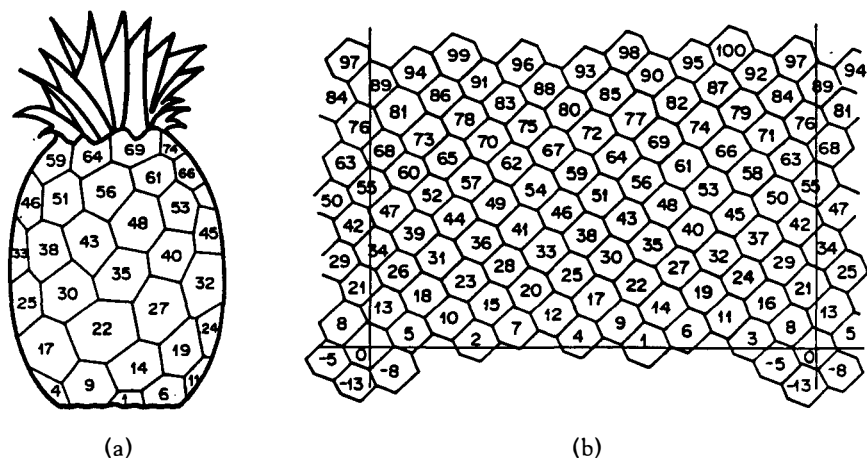 69 74
59 64
61 66
51 56
46 48 53
45
38 43
33 40
35 32
30
25 27
22 24
17 19
14 11
4 9 6
1
99 98 100
97 96 93 95 97
94 91 90 92 94
89 86 88 85 87 89
84 81 83 80 82 84 81
78 77 79
76 73 75 72 74 76
70 71
68 65 67 69 68
63 62 64 66 63
60 59 61
57 58
55 52 54 56 55
50 49 51 53 50
47 44 46 48 45 47
42 41 43 42
39 36 38 40 37
34 33 35 34
31 30 32
29 28 27 29
26 23 25 24 25
21 20 22 21
18 15 17 19 16
13 14 13
10 12 11
8 5 7 9 6 8 5
2 4 1 3
-5 0 -5 0
-13 -8 -13 -8
(a) (b)